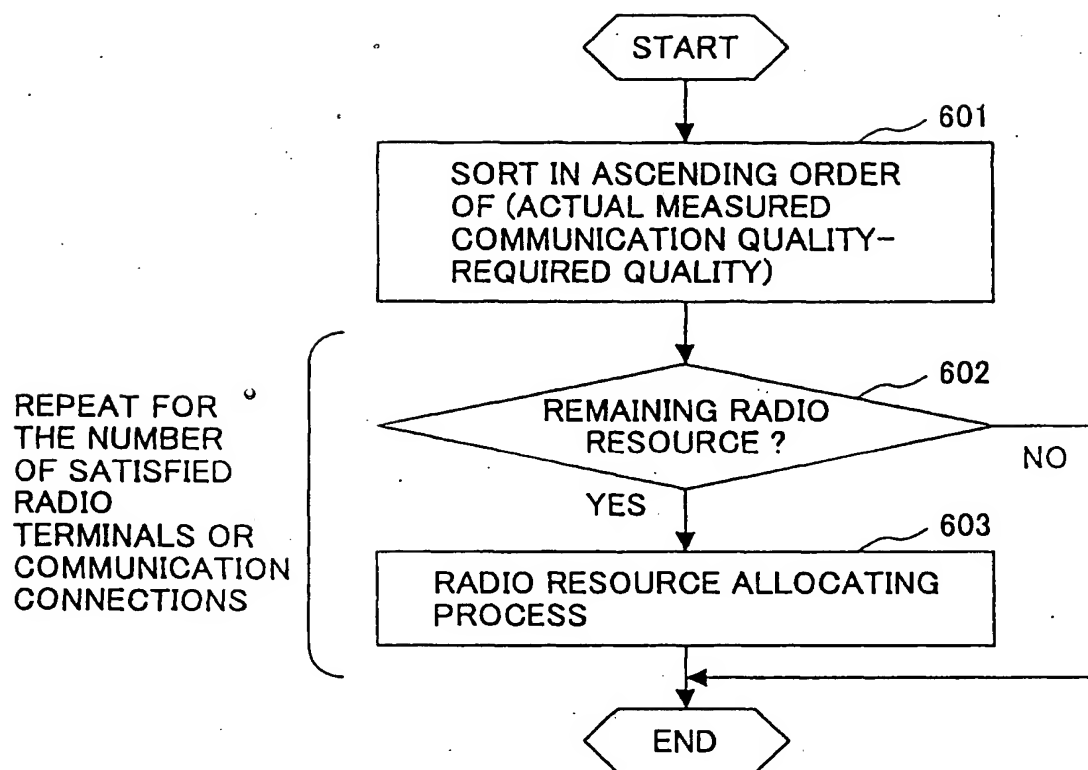 START
601
SORT IN ASCENDING ORDER
OF (ACTUAL MEASURED
COMMUNICATION QUALITY-
REQUIRED QUALITY)
602
REMAINING RADIO
RESOURCE ?
NO
YES
REPEAT FOR
THE NUMBER
OF SATISFIED
RADIO
TERMINALS OR
COMMUNICATION
CONNECTIONS
603
RADIO RESOURCE ALLOCATING
PROCESS
END